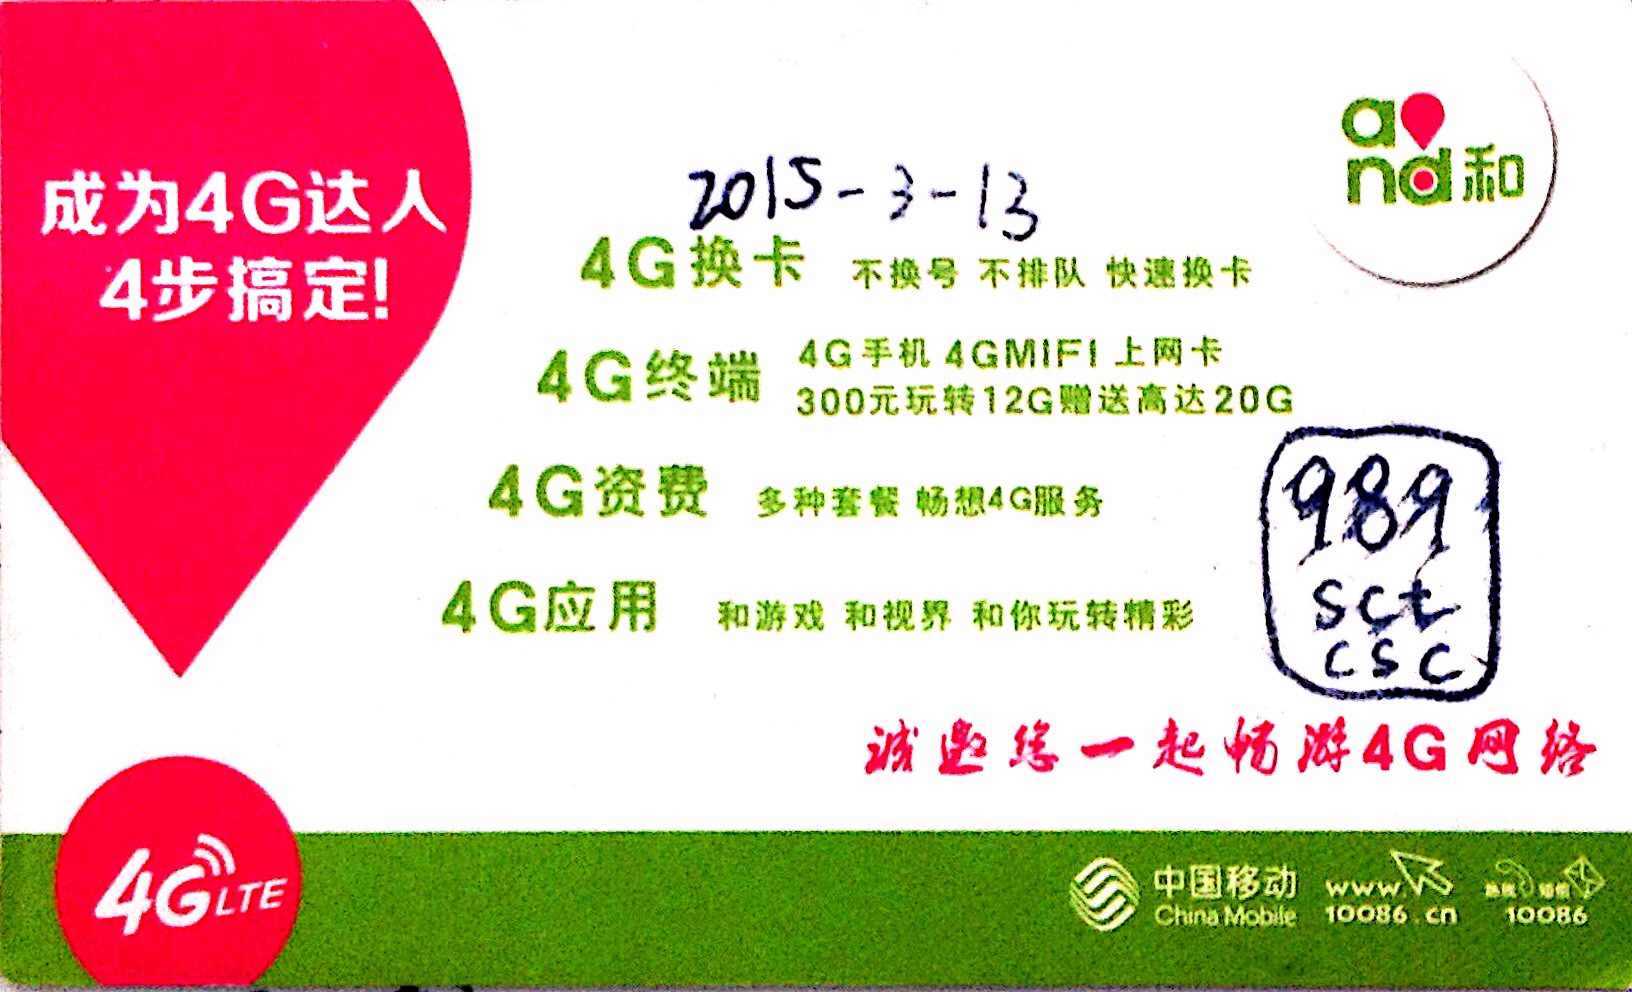 成为4G达人
4步搞定!
and和
2015-3-13
4G换卡 不换号 不排队 快速换卡
4G终端 4G手机 4GMIFI 上网卡
300元玩转12G赠送高达20G
4G资费 多种套餐 畅想4G服务
4G应用 和游戏 和视界 和你玩转精彩
989
sct
csc
诚邀您一起畅游4G网络
4G LTE
中国移动
China Mobile
www.
10086.cn
热线 短信
10086